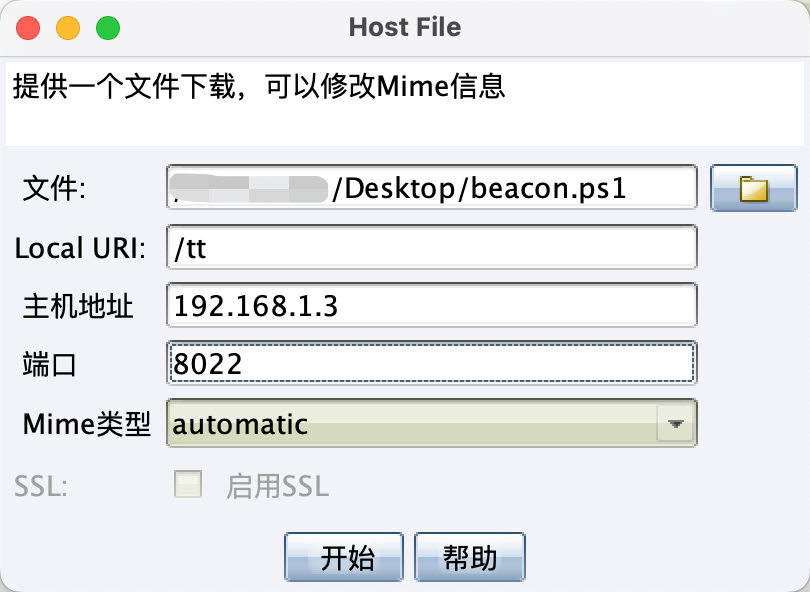 Host File
提供一个文件下载，可以修改Mime信息
文件: /Desktop/beacon.ps1
Local URI: /tt
主机地址 192.168.1.3
端口 8022
Mime类型 automatic
SSL: 启用SSL
开始 帮助